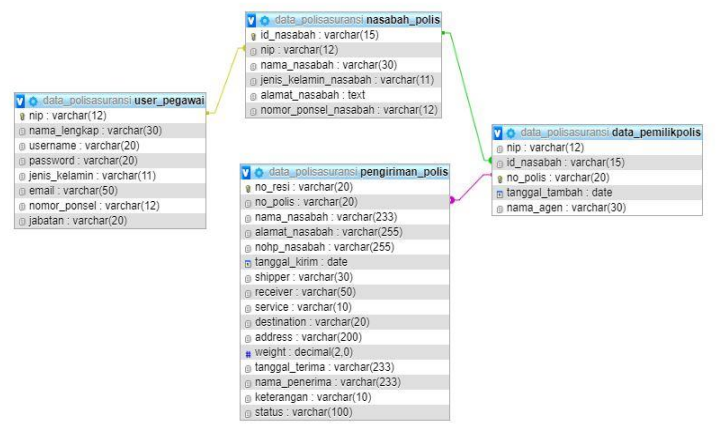 data_polisasuransi nasabah_polis
id_nasabah : varchar(15)
nip : varchar(12)
nama_nasabah : varchar(30)
jenis_kelamin_nasabah : varchar(11)
alamat_nasabah : text
nomor_ponsel_nasabah : varchar(12)
data_polisasuransi user_pegawai
nip : varchar(12)
nama_lengkap : varchar(30)
username : varchar(20)
password : varchar(20)
jenis_kelamin : varchar(11)
email : varchar(50)
nomor_ponsel : varchar(12)
jabatan : varchar(20)
data_polisasuransi data_pemilikpolis
nip : varchar(12)
id_nasabah : varchar(15)
no_polis : varchar(20)
tanggal_tambah : date
nama_agen : varchar(30)
data_polisasuransi pengiriman_polis
no_resi : varchar(20)
no_polis : varchar(20)
nama_nasabah : varchar(233)
alamat_nasabah : varchar(255)
nohp_nasabah : varchar(255)
tanggal_kirim : date
shipper : varchar(30)
receiver : varchar(50)
service : varchar(10)
destination : varchar(20)
address : varchar(200)
weight : decimal(2,0)
tanggal_terima : varchar(233)
nama_penerima : varchar(233)
keterangan : varchar(10)
status : varchar(100)